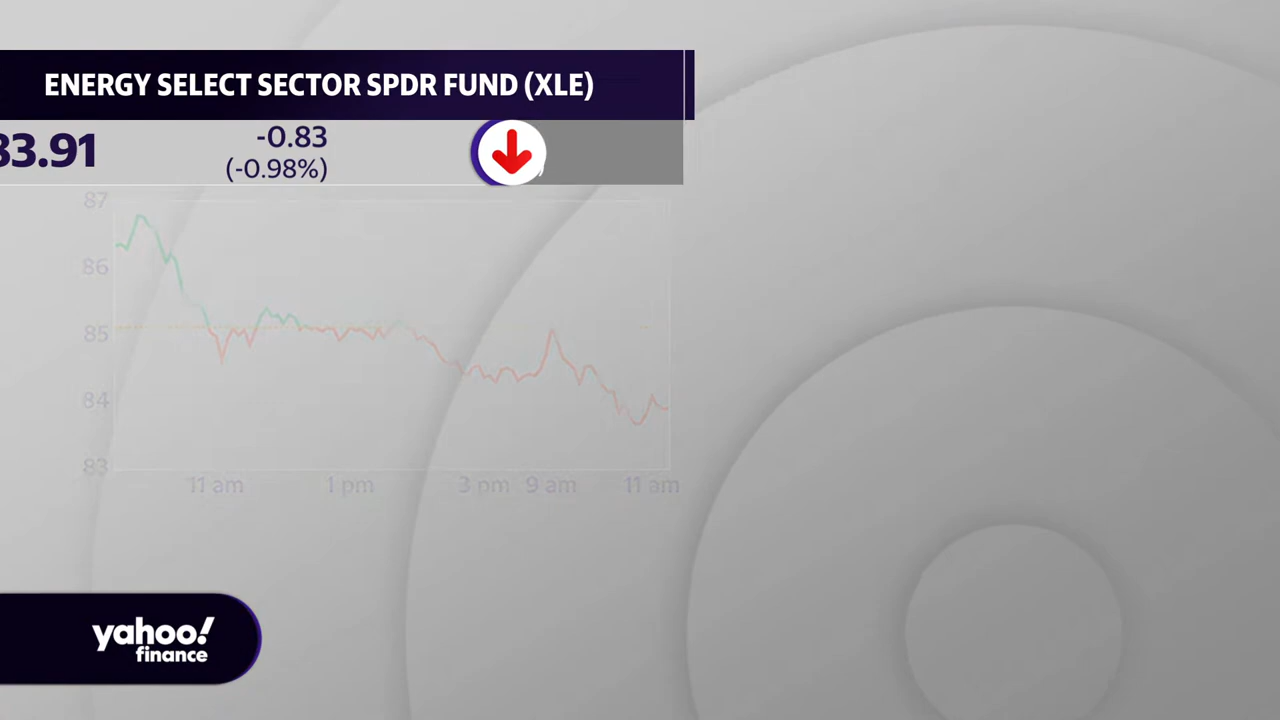 ENERGY SELECT SECTOR SPDR FUND (XLE)
83.91
-0.83
(-0.98%)
87
86
85
84
83
11 am 1 pm 3 pm 9 am 11 am
yahoo!
finance